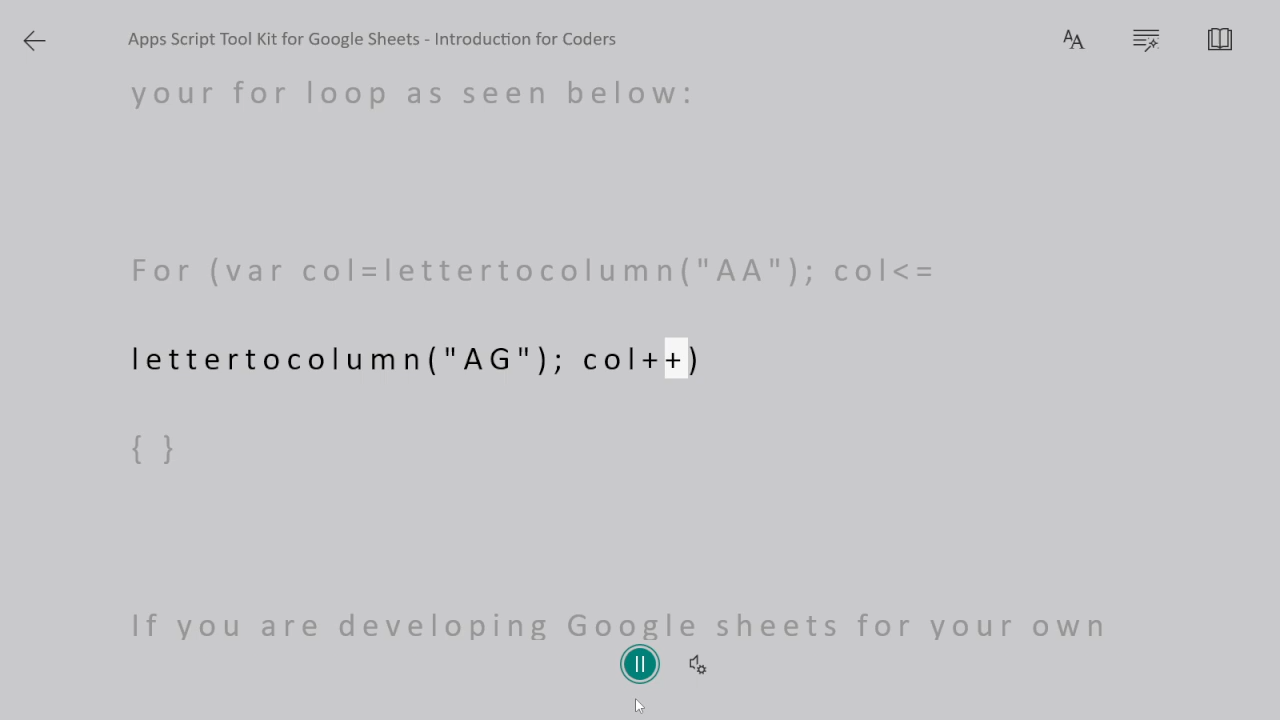 Apps Script Tool Kit for Google Sheets - Introduction for Coders
your for loop as seen below:
For (var col=lettertocolumn("AA"); col<=
lettertocolumn("AG"); col++)
{ }
If you are developing Google sheets for your own